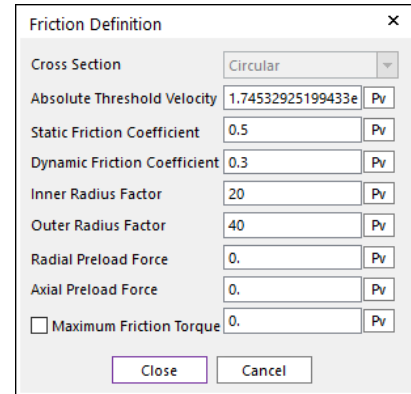 Friction Definition ×
Cross Section Circular
Absolute Threshold Velocity 1.74532925199433e Pv
Static Friction Coefficient 0.5 Pv
Dynamic Friction Coefficient 0.3 Pv
Inner Radius Factor 20 Pv
Outer Radius Factor 40 Pv
Radial Preload Force 0. Pv
Axial Preload Force 0. Pv
Maximum Friction Torque 0. Pv
Close Cancel